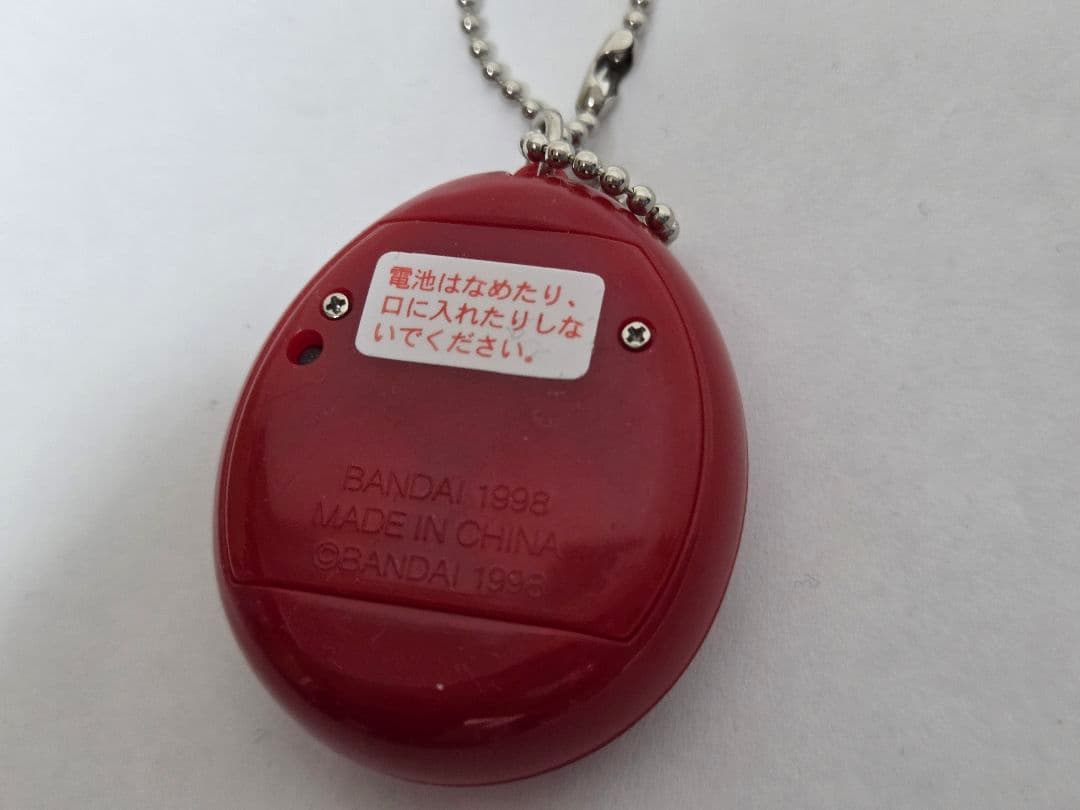 電池はなめたり、
口に入れたりしな
いでください。
BANDAI 1998
MADE IN CHINA
©BANDAI 1998